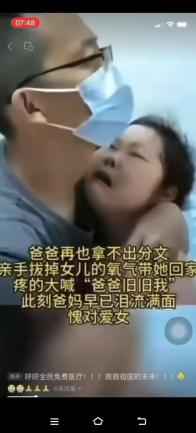 07:48
爸爸再也拿不出分文
亲手拔掉女儿的氧气带她回家
疼的大喊“爸爸旧旧我”
此刻爸妈早已泪流满面
愧对爱女
呼吁全民免费医疗！！！救救祖国的未来！！！